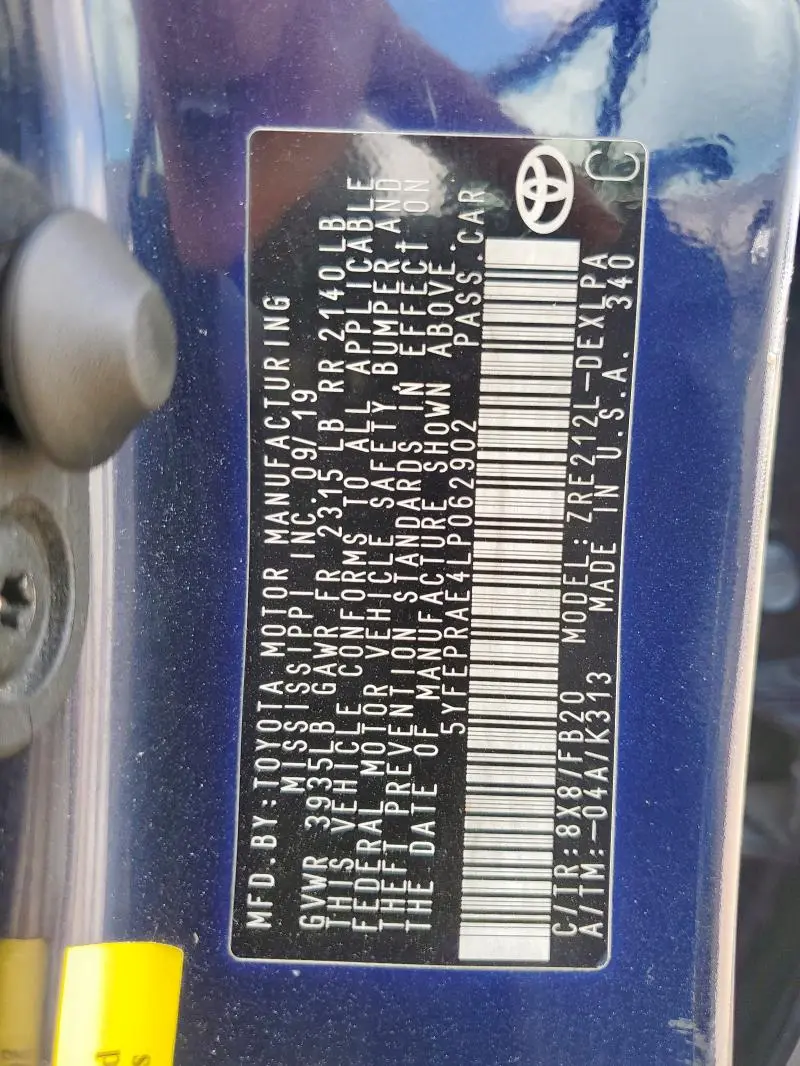 MFD.BY:TOYOTA MOTOR MANUFACTURING
MISSISSIPPI INC 09/19
GVWR 3935LB GAWR FR 2315 LB RR 2140LB
THIS VEHICLE CONFORMS TO ALL APPLICABLE
FEDERAL MOTOR VEHICLE SAFETY,BUMPER AND
THEFT PREVENTION STANDARDS IN EFFECT ON
THE DATE OF MANUFACTURE SHOWN ABOVE.
5YFEPRAE4LP062902 PASS.CAR
C/TR:8X8/FB20 MODEL:ZRE212L-DEXLPA
A/TM:-04A/K313 MADE IN U.S.A. 340
C